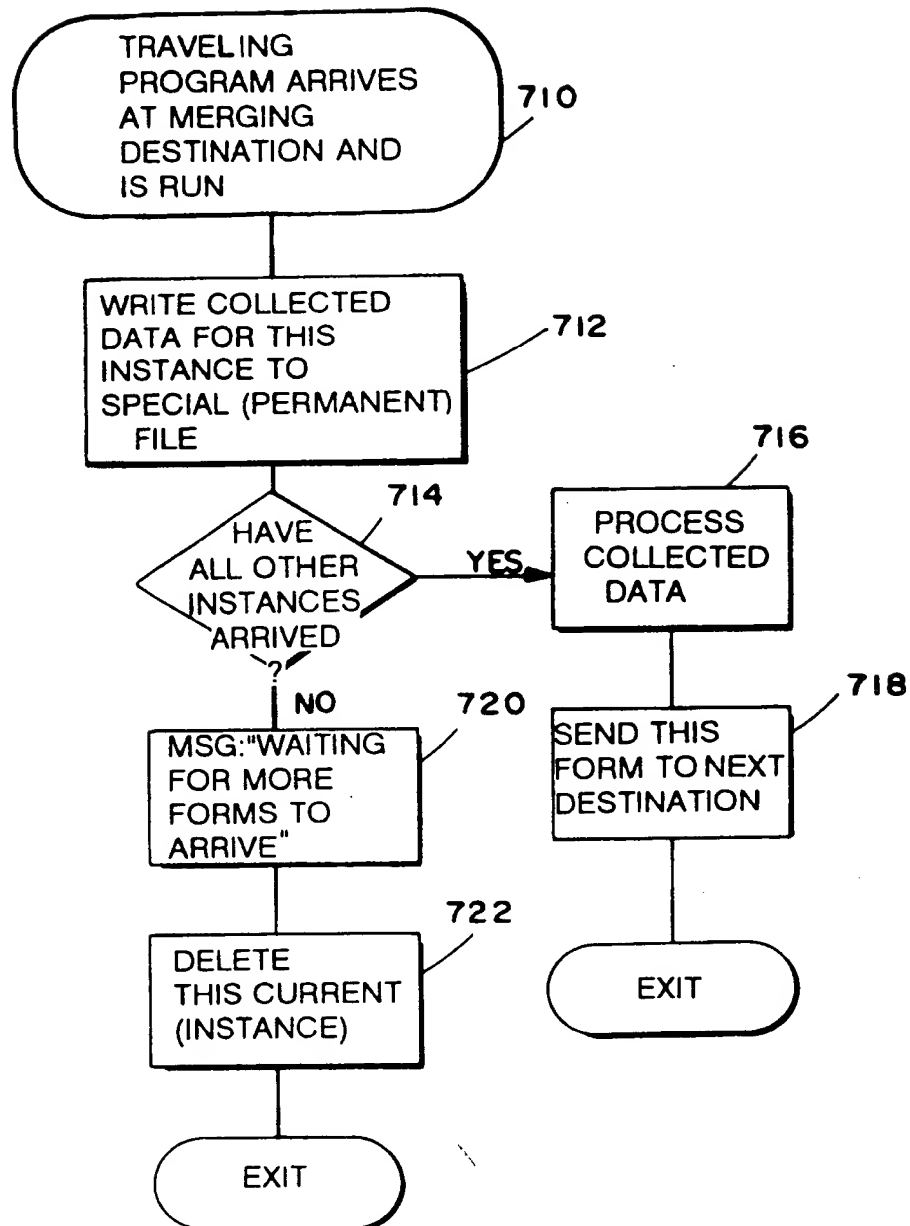 TRAVELING
PROGRAM ARRIVES
AT MERGING
DESTINATION AND
IS RUN
710
WRITE COLLECTED
DATA FOR THIS
INSTANCE TO
SPECIAL (PERMANENT)
FILE
712
HAVE
ALL OTHER
INSTANCES
ARRIVED
?
714
YES
716
PROCESS
COLLECTED
DATA
718
SEND THIS
FORM TO NEXT
DESTINATION
EXIT
NO
720
MSG:"WAITING
FOR MORE
FORMS TO
ARRIVE"
722
DELETE
THIS CURRENT
(INSTANCE)
EXIT